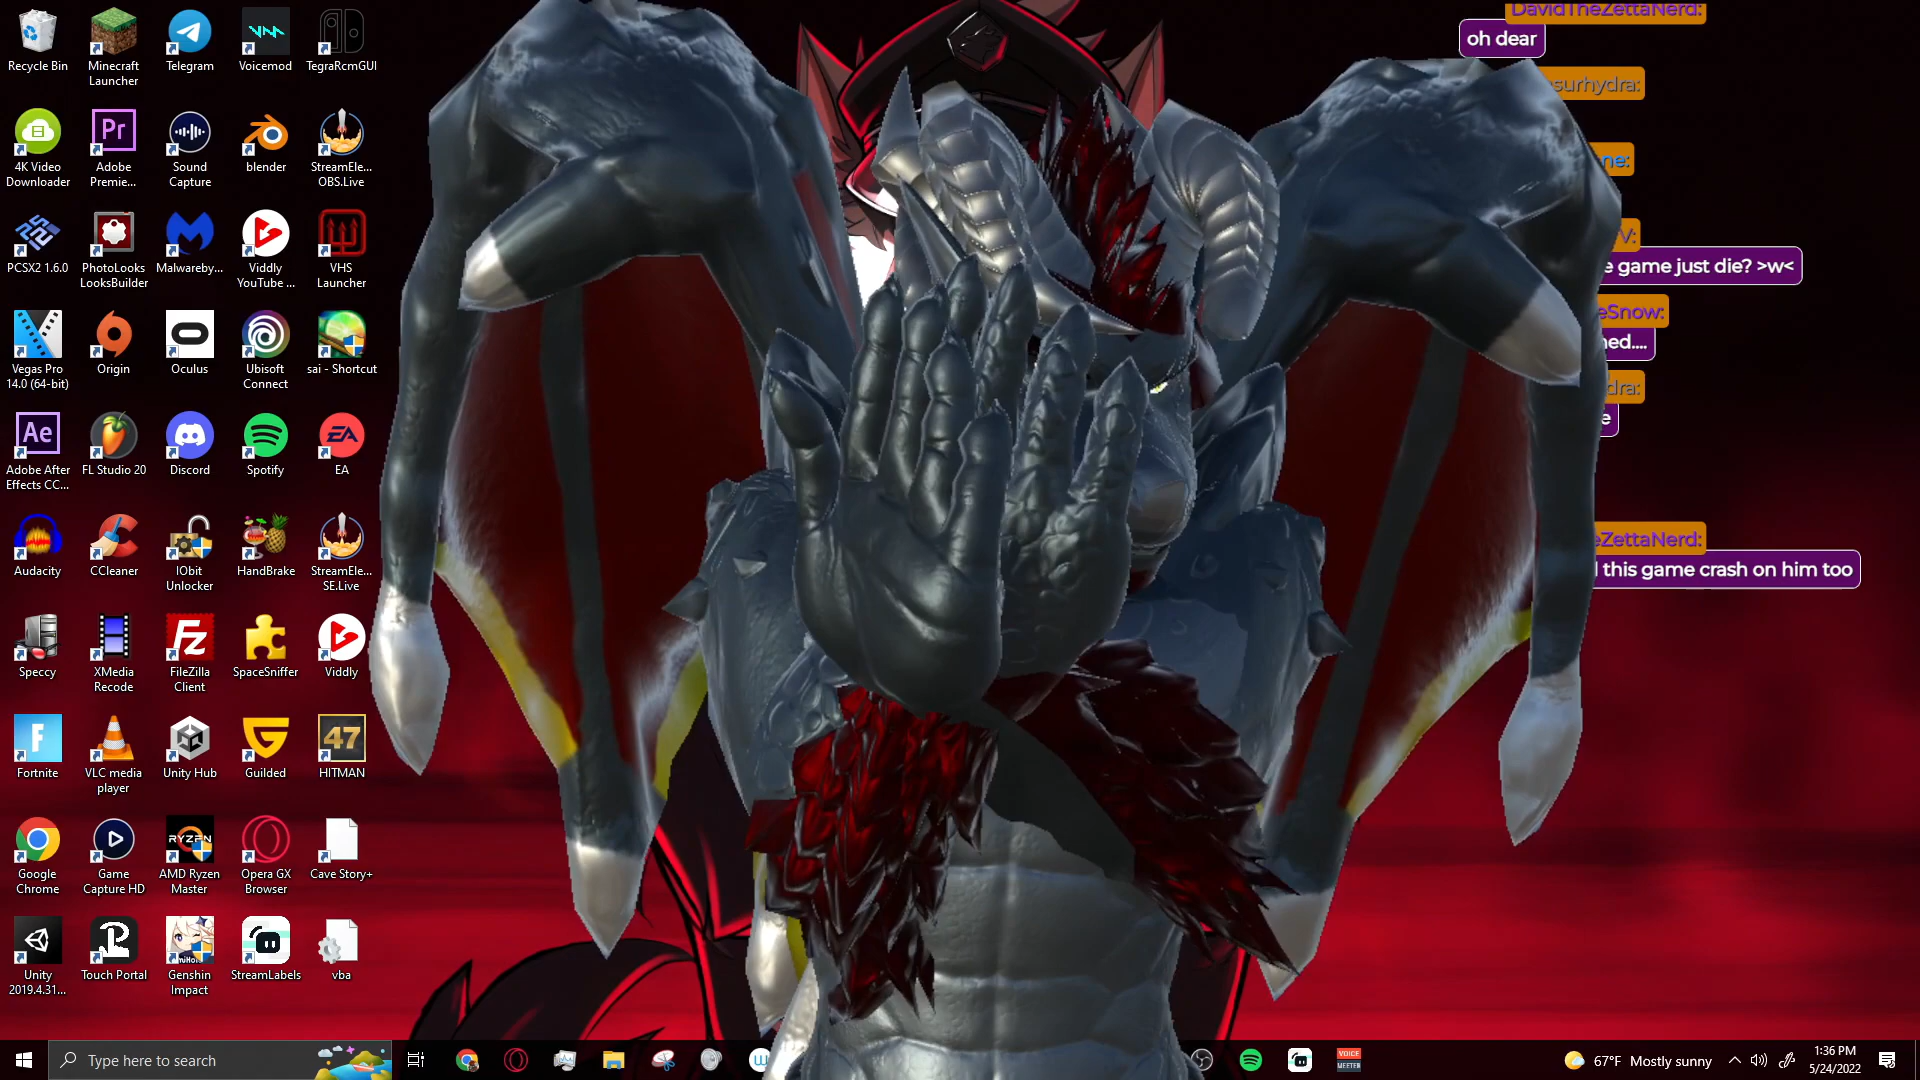 Recycle Bin
Minecraft
Launcher
Telegram
Voicemod
TegraRcmGUI
4K Video
Downloader
Adobe
Premie...
Sound
Capture
blender
StreamEle...
OBS.Live
PCSX2 1.6.0
PhotoLooks
LooksBuilder
Malwareby...
Viddly
YouTube ...
VHS
Launcher
Vegas Pro
14.0 (64-bit)
Origin
Oculus
Ubisoft
Connect
sai - Shortcut
Adobe After
Effects CC...
FL Studio 20
Discord
Spotify
EA
Audacity
CCleaner
IObit
Unlocker
HandBrake
StreamEle...
SE.Live
Speccy
XMedia
Recode
FileZilla
Client
SpaceSniffer
Viddly
Fortnite
VLC media
player
Unity Hub
Guilded
HITMAN
Google
Chrome
Game
Capture HD
AMD Ryzen
Master
Opera GX
Browser
Cave Story+
Unity
2019.4.31...
Touch Portal
Genshin
Impact
StreamLabels
vba
DavidTheZettaNerd:
oh dear
surhydra:
ne:
V:
e game just die? >w<
eSnow:
ned....
dra:
e
eZettaNerd:
this game crash on him too
Type here to search
67°F Mostly sunny
1:36 PM
5/24/2022